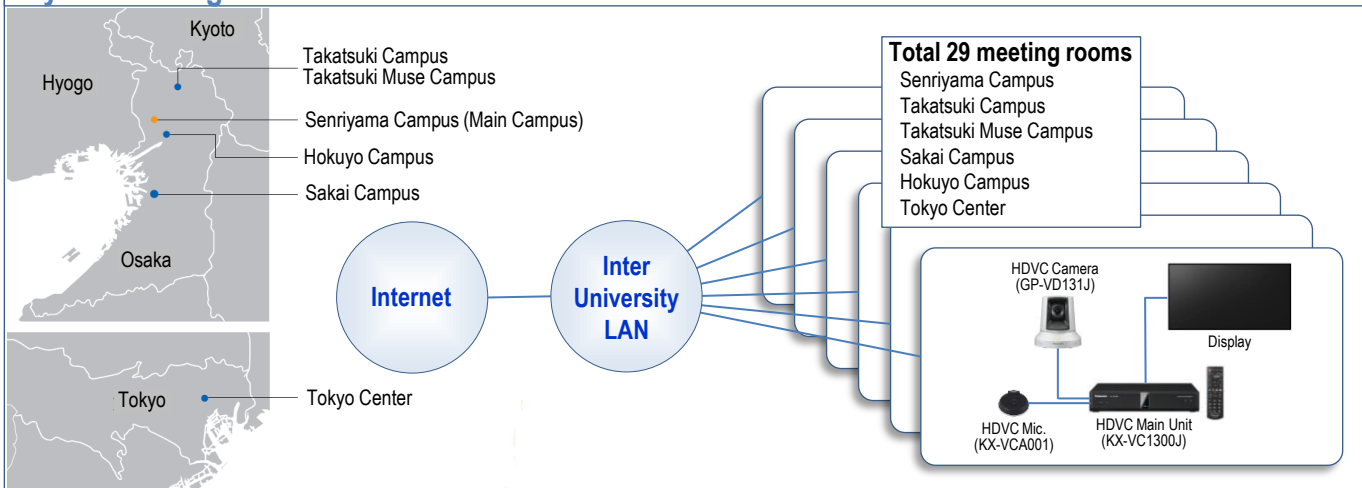 Kyoto
Hyogo
Osaka
Takatsuki Campus
Takatsuki Muse Campus
Senriyama Campus (Main Campus)
Hokuyo Campus
Sakai Campus
Tokyo
Tokyo Center
Internet
Inter
University
LAN
Total 29 meeting rooms
Senriyama Campus
Takatsuki Campus
Takatsuki Muse Campus
Sakai Campus
Hokuyo Campus
Tokyo Center
HDVC Camera
(GP-VD131J)
Display
HDVC Mic.
(KX-VCA001)
HDVC Main Unit
(KX-VC1300J)